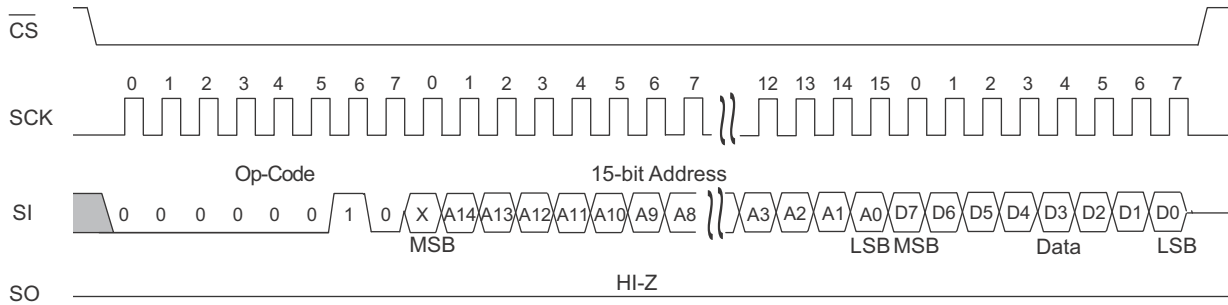 CS
0 1 2 3 4 5 6 7 0 1 2 3 4 5 6 7 12 13 14 15 0 1 2 3 4 5 6 7
SCK
Op-Code 15-bit Address
SI 0 0 0 0 0 0 1 0 X A14 A13 A12 A11 A10 A9 A8 A3 A2 A1 A0 D7 D6 D5 D4 D3 D2 D1 D0
MSB LSB MSB Data LSB
HI-Z
SO